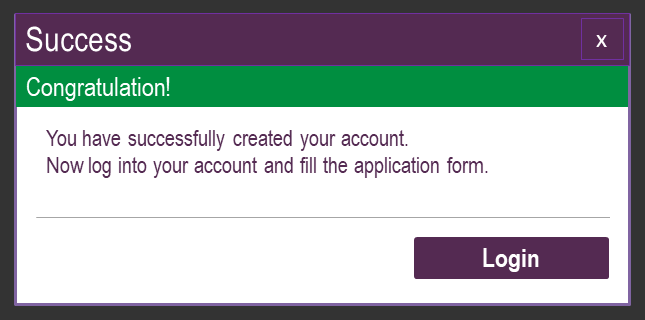 Success
x
Congratulation!
You have successfully created your account.
Now log into your account and fill the application form.
Login